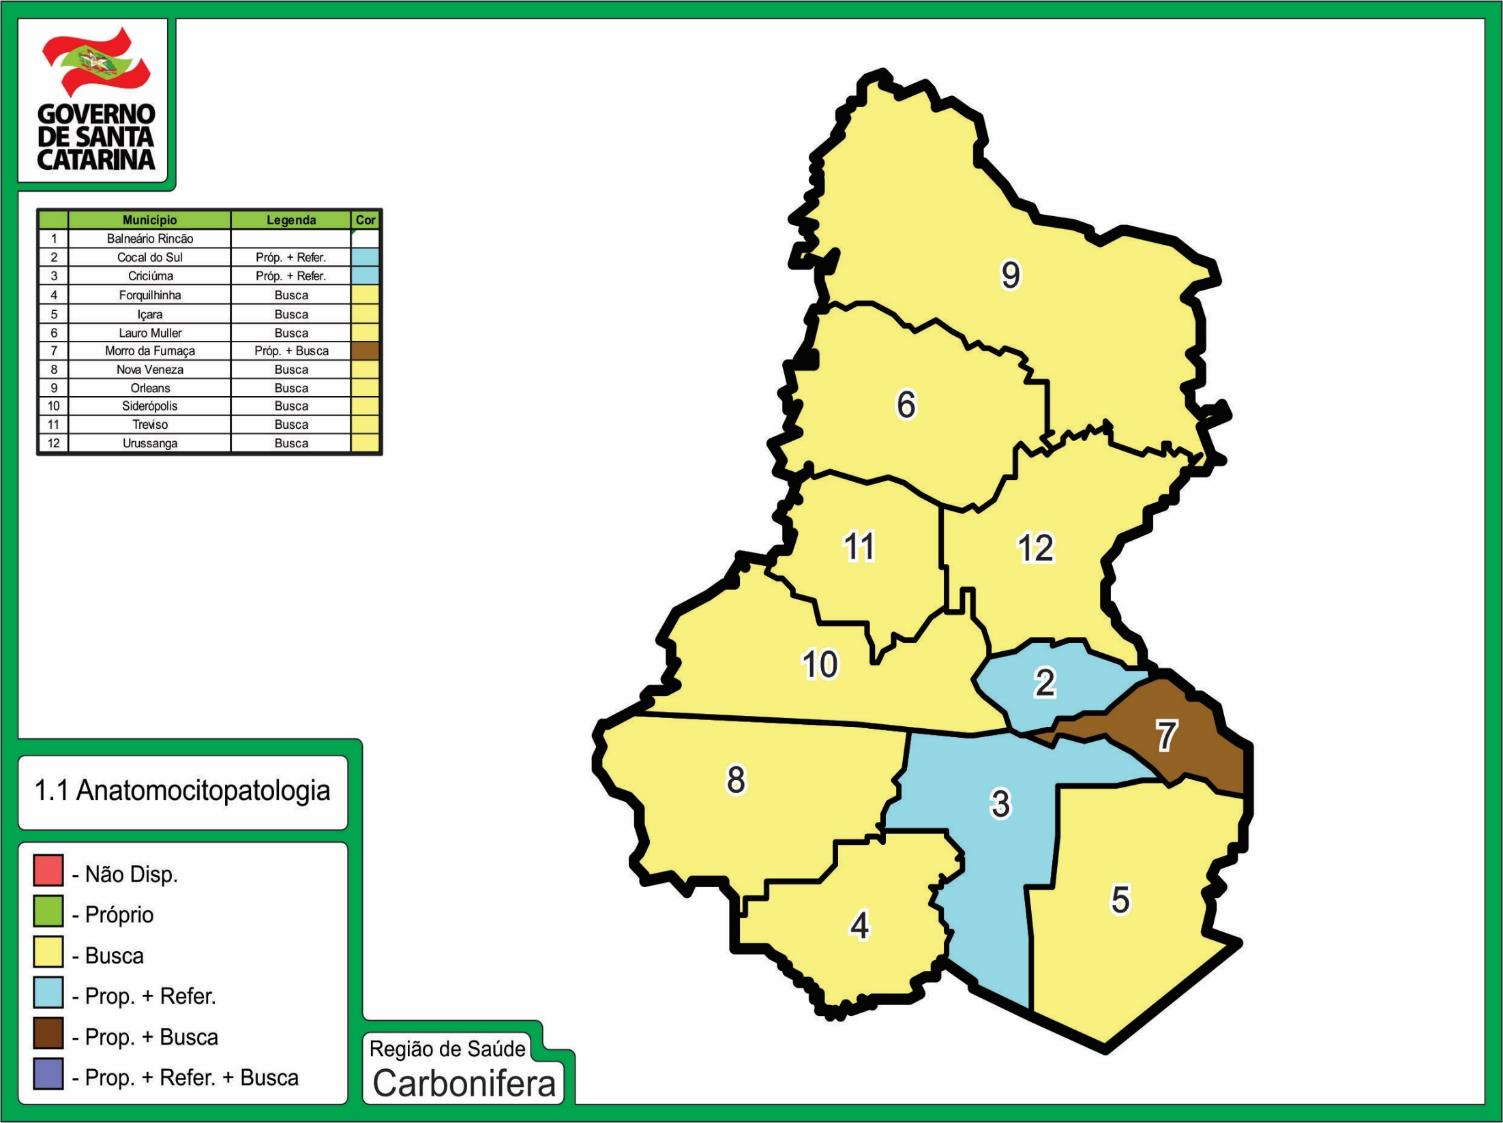 GOVERNO
DE SANTA
CATARINA
Município Legenda Cor
1 Balneário Rincão
2 Cocal do Sul Próp. + Refer.
3 Criciúma Próp. + Refer.
4 Forquilhinha Busca
5 Içara Busca
6 Lauro Muller Busca
7 Morro da Fumaça Próp. + Busca
8 Nova Veneza Busca
9 Orleans Busca
10 Siderópolis Busca
11 Treviso Busca
12 Urussanga Busca
9
6
11
12
10
2
7
8
3
5
4
1.1 Anatomocitopatologia
- Não Disp.
- Próprio
- Busca
- Prop. + Refer.
- Prop. + Busca
- Prop. + Refer. + Busca
Região de Saúde
Carbonifera